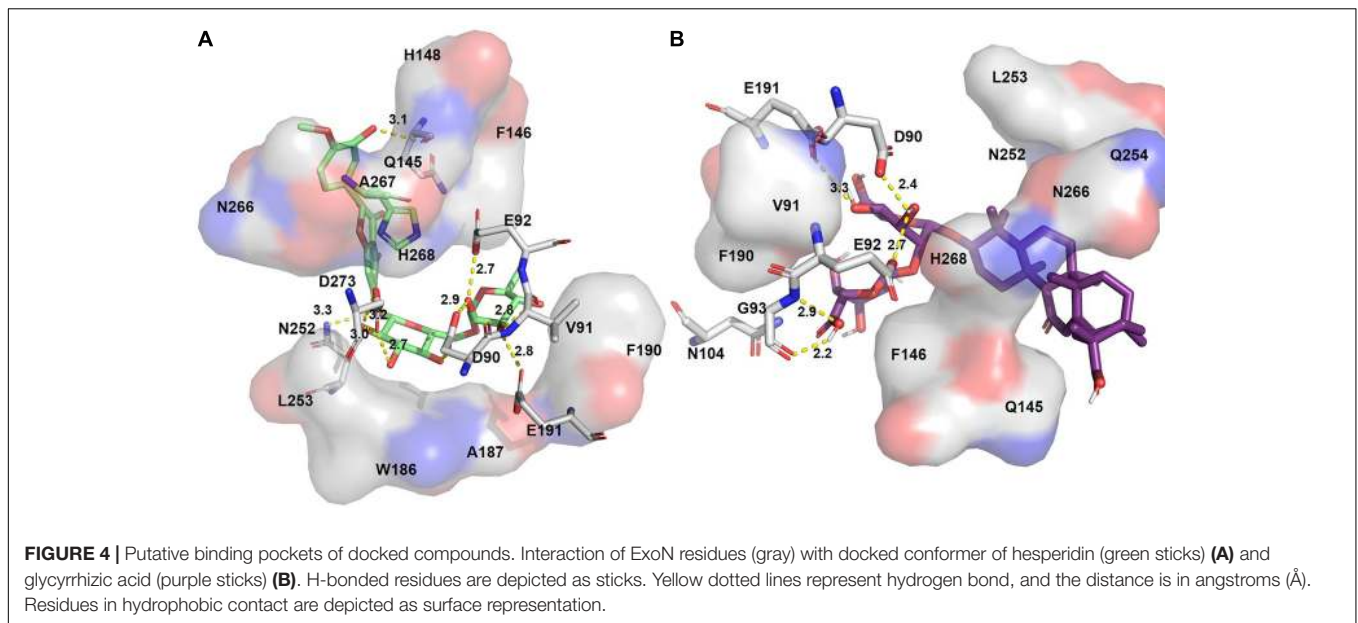 A
H148
3.1
F146
Q145
A267
N266
E92
H268
2.7
D273
2.9
2.8
3.3
3.2
N252
3.0
V91
2.7
D90
2.8
F190
L253
E191
A187
W186
B
L253
E191
D90
N252
Q254
2.4
3.3
N266
V91
E92
2.7
H268
F190
G93
2.9
N104
2.2
F146
Q145
FIGURE 4 | Putative binding pockets of docked compounds. Interaction of ExoN residues (gray) with docked conformer of hesperidin (green sticks) (A) and
glycyrrhizic acid (purple sticks) (B). H-bonded residues are depicted as sticks. Yellow dotted lines represent hydrogen bond, and the distance is in angstroms (Å).
Residues in hydrophobic contact are depicted as surface representation.